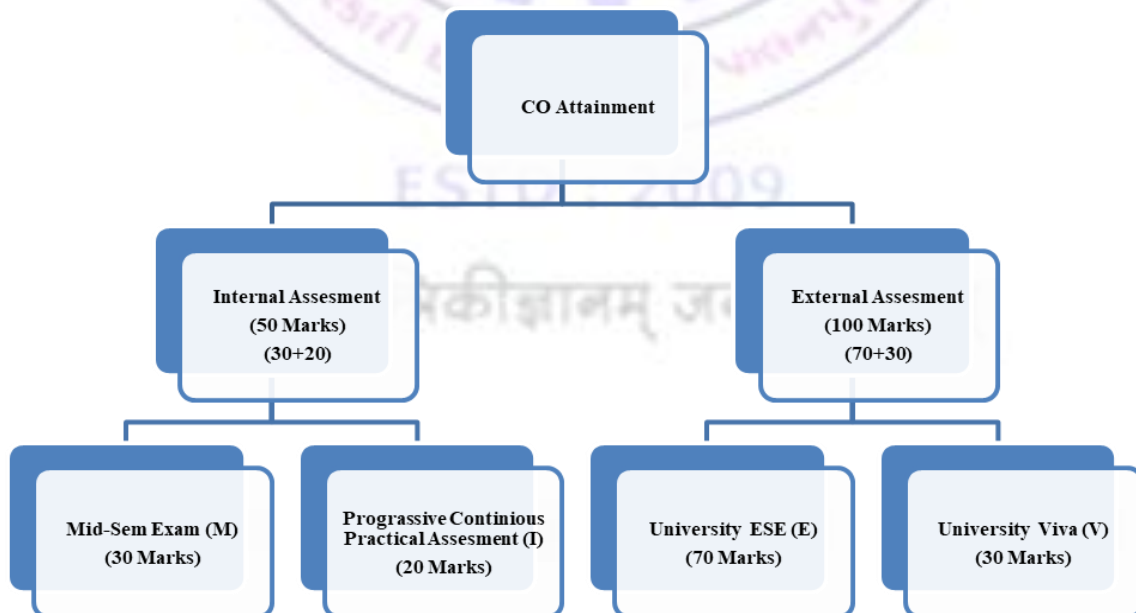 ESTD : 2009
CO Attainment
Internal Assesment
(50 Marks)
(30+20)
External Assesment
(100 Marks)
(70+30)
Mid-Sem Exam (M)
(30 Marks)
Prograssive Continious
Practical Assesment (I)
(20 Marks)
University ESE (E)
(70 Marks)
University Viva (V)
(30 Marks)